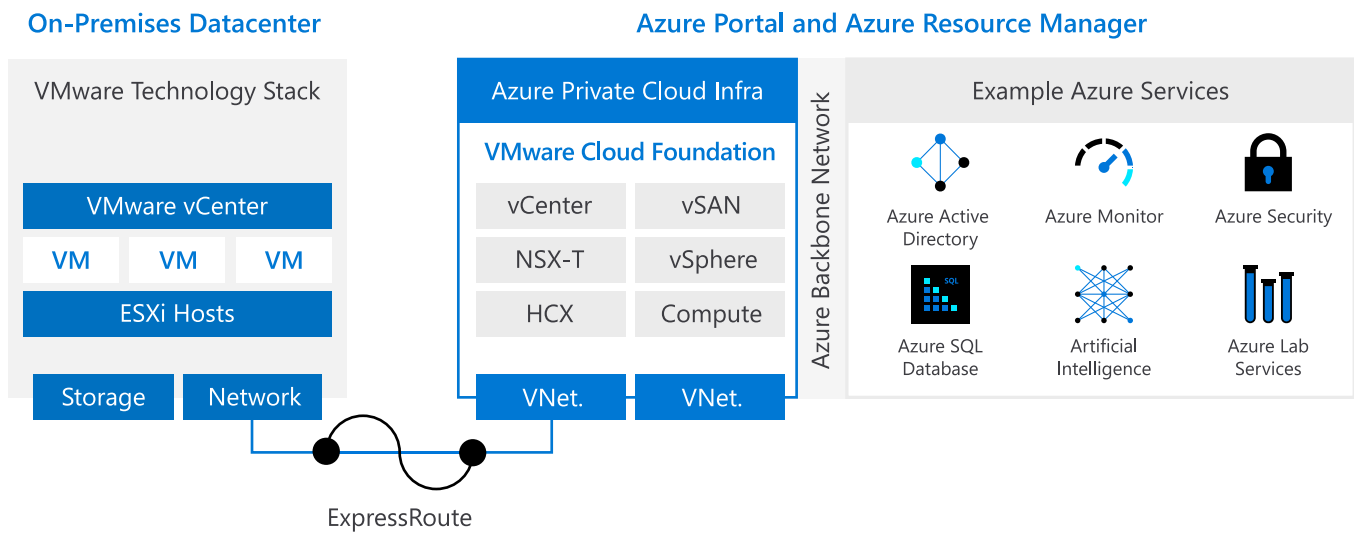 On-Premises Datacenter
Azure Portal and Azure Resource Manager
VMware Technology Stack
VMware vCenter
VM
VM
VM
ESXi Hosts
Storage
Network
Azure Private Cloud Infra
VMware Cloud Foundation
vCenter
vSAN
NSX-T
vSphere
HCX
Compute
VNet.
VNet.
Azure Backbone Network
Example Azure Services
Azure Active
Directory
Azure Monitor
Azure Security
SQL
Azure SQL
Database
Artificial
Intelligence
Azure Lab
Services
ExpressRoute